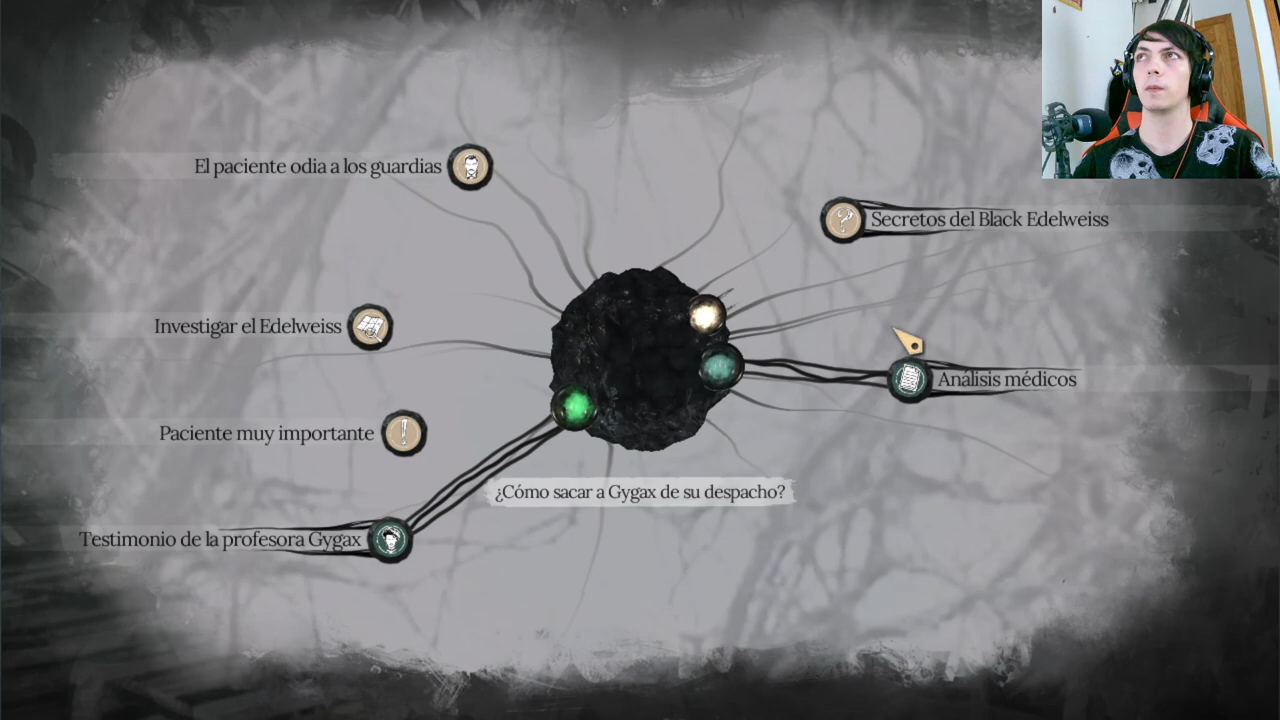 El paciente odia a los guardias
Secretos del Black Edelweiss
Investigar el Edelweiss
Análisis médicos
Paciente muy importante
¿Cómo sacar a Gygax de su despacho?
Testimonio de la profesora Gygax